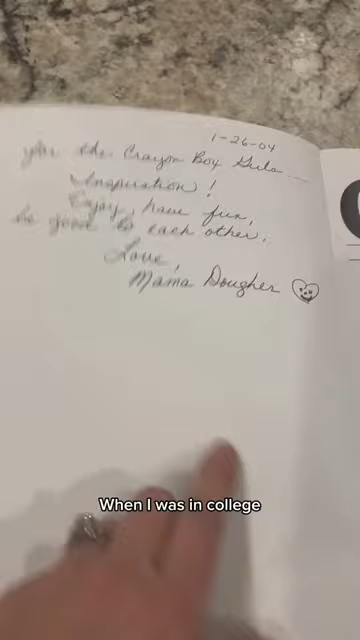 1-26-04
for the Crayon Box Girls...
Inspiration!
Enjoy, have fun,
be good to each other.
Love,
Mama Dougher
When I was in college